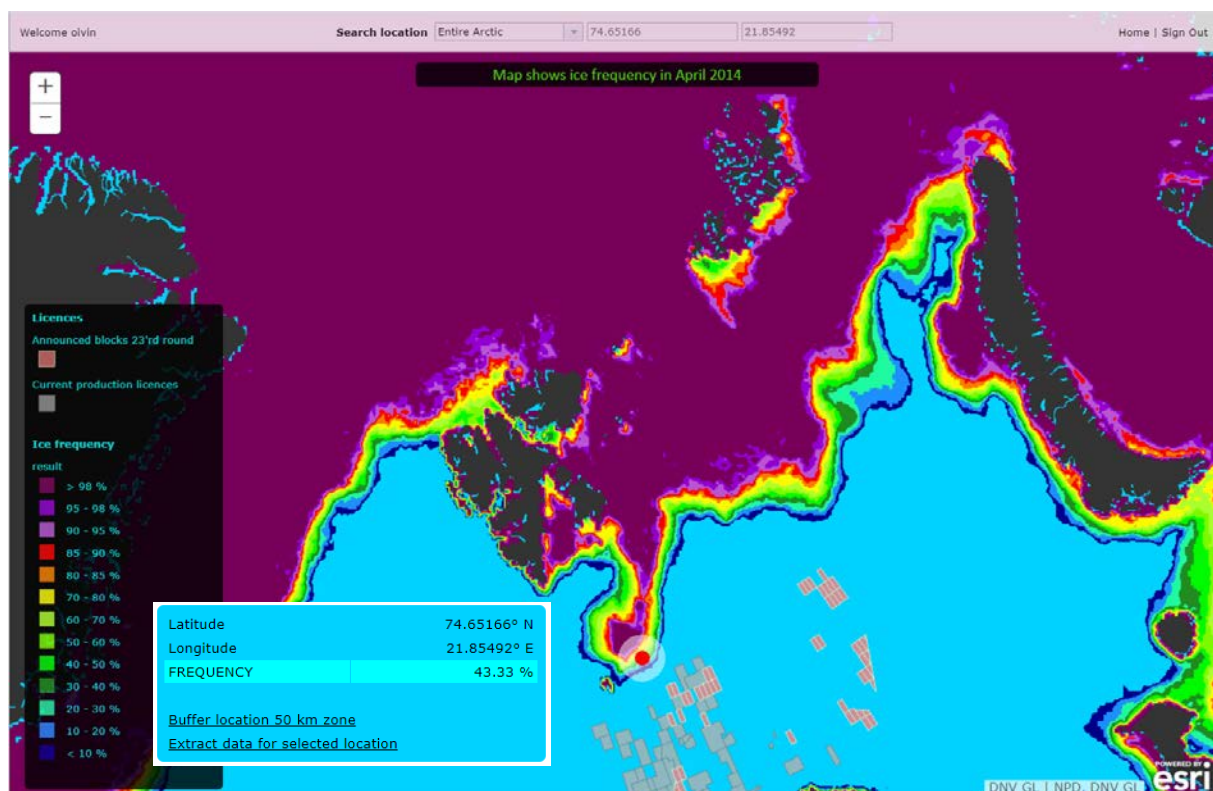 Welcome oivin
Search location Entire Arctic 74.65166 21.85492
Home | Sign Out
Map shows ice frequency in April 2014
+
−
Licences
Announced blocks 23'rd round
Current production licences
Ice frequency
result
> 98 %
95 - 98 %
90 - 95 %
85 - 90 %
80 - 85 %
70 - 80 %
60 - 70 %
50 - 60 %
40 - 50 %
30 - 40 %
20 - 30 %
10 - 20 %
< 10 %
Latitude 74.65166º N
Longitude 21.85492º E
FREQUENCY 43.33 %
Buffer location 50 km zone
Extract data for selected location
POWERED BY
esri
DNV GL | NPD, DNV GL